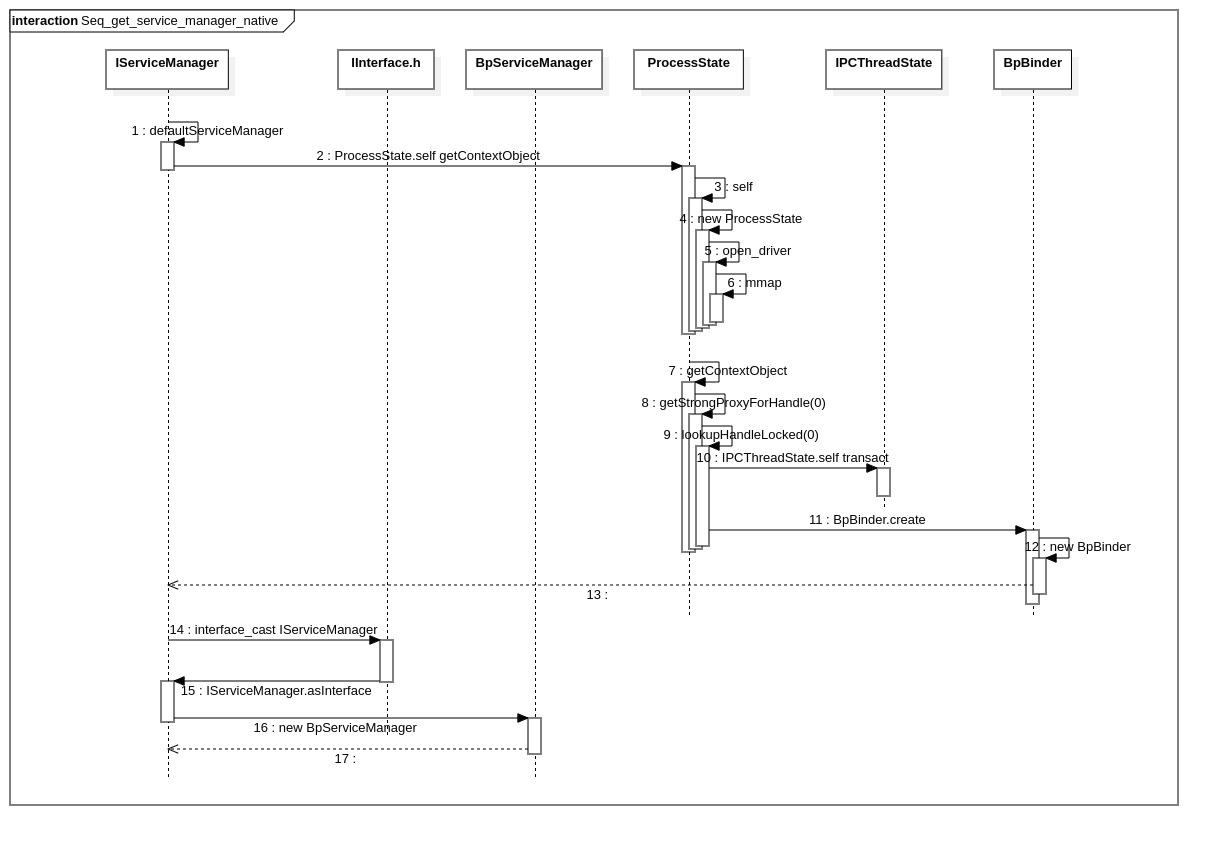 interaction Seq_get_service_manager_native
IServiceManager IInterface.h BpServiceManager ProcessState IPCThreadState BpBinder
1 : defaultServiceManager
2 : ProcessState.self getContextObject
3 : self
4 : new ProcessState
5 : open_driver
6 : mmap
7 : getContextObject
8 : getStrongProxyForHandle(0)
9 : lookupHandleLocked(0)
10 : IPCThreadState.self transact
11 : BpBinder.create
12 : new BpBinder
13 :
14 : interface_cast IServiceManager
15 : IServiceManager.asInterface
16 : new BpServiceManager
17 :